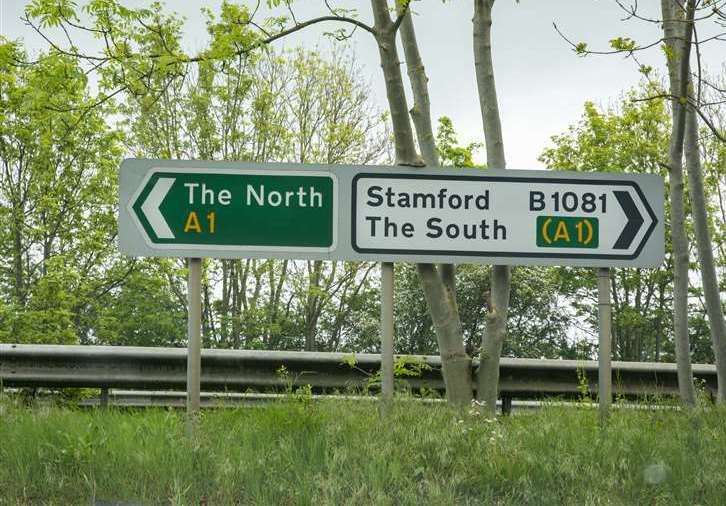 The North
A1
Stamford B1081
The South (A1)